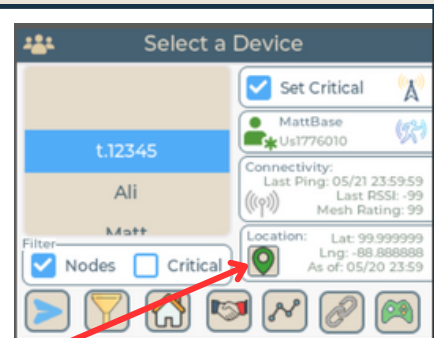 Select a Device
Set Critical
MattBase
Us1776010
t.12345
Ali
Matt
Connectivity:
Last Ping: 05/21 23:59:59
Last RSSI: -99
Mesh Rating: 99
Filter
Nodes
Critical
Location:
Lat: 99.999999
Lng: -88.888888
As of: 05/20 23:59